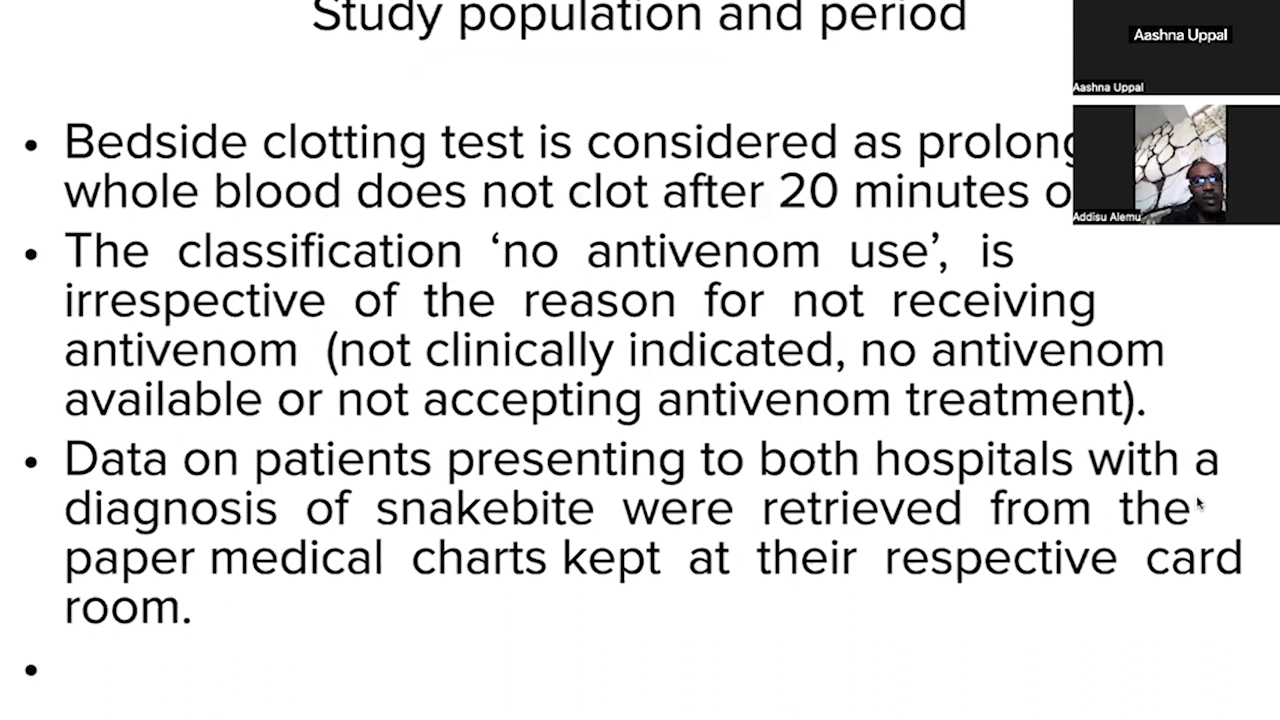 Study population and period
Aashna Uppal
Aashna Uppal
Addisu Alemu
• Bedside clotting test is considered as
whole blood does not clot after 20 minutes
• The classification ‘no antivenom use’, is
irrespective of the reason for not receiving
antivenom (not clinically indicated, no antivenom
available or not accepting antivenom treatment).
• Data on patients presenting to both hospitals with a
diagnosis of snakebite were retrieved from the
paper medical charts kept at their respective card
room.
•